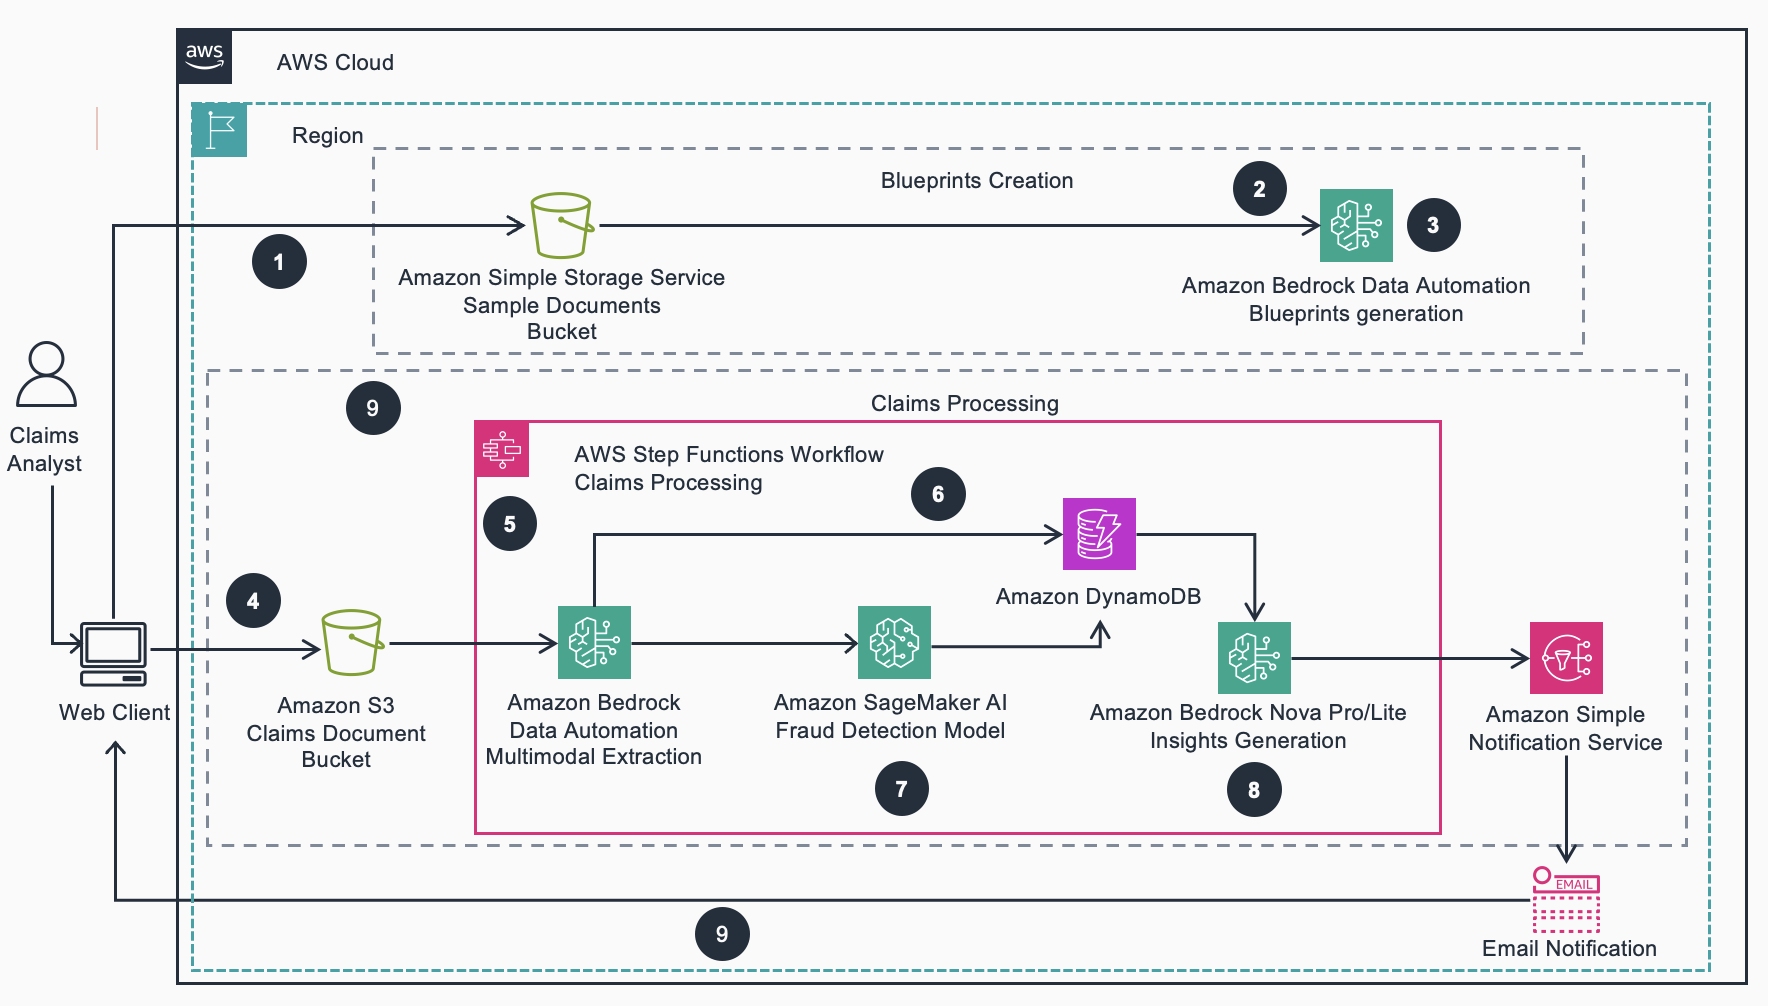 aws
AWS Cloud
Region
Blueprints Creation
1
2
3
Amazon Simple Storage Service
Sample Documents
Bucket
Amazon Bedrock Data Automation
Blueprints generation
Claims
Analyst
9
Claims Processing
AWS Step Functions Workflow
Claims Processing
5
6
4
Amazon DynamoDB
Web Client
Amazon S3
Claims Document
Bucket
Amazon Bedrock
Data Automation
Multimodal Extraction
Amazon SageMaker AI
Fraud Detection Model
7
Amazon Bedrock Nova Pro/Lite
Insights Generation
8
Amazon Simple
Notification Service
EMAIL
Email Notification
9